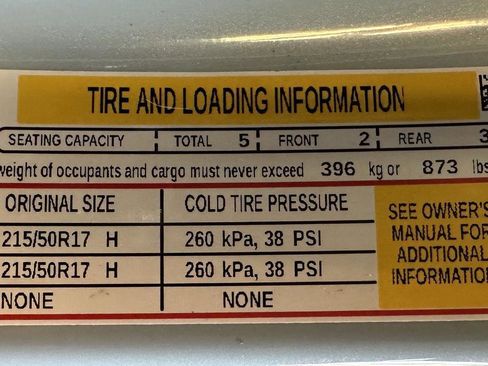 TIRE AND LOADING INFORMATION
SEATING CAPACITY TOTAL 5 FRONT 2 REAR 3
weight of occupants and cargo must never exceed 396 kg or 873 lbs
ORIGINAL SIZE COLD TIRE PRESSURE
215/50R17 H 260 kPa, 38 PSI
215/50R17 H 260 kPa, 38 PSI
NONE NONE
SEE OWNER'S
MANUAL FOR
ADDITIONAL
INFORMATION